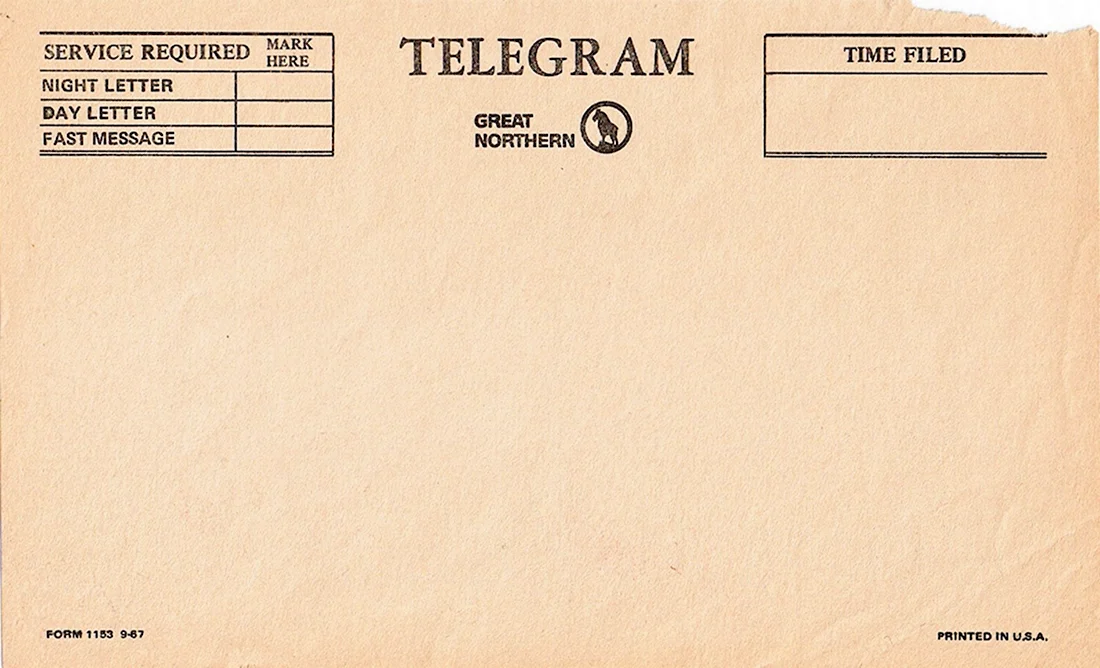 SERVICE REQUIRED MARK HERE
NIGHT LETTER
DAY LETTER
FAST MESSAGE
TELEGRAM
GREAT
NORTHERN
TIME FILED
FORM 1153 9-67
PRINTED IN U.S.A.